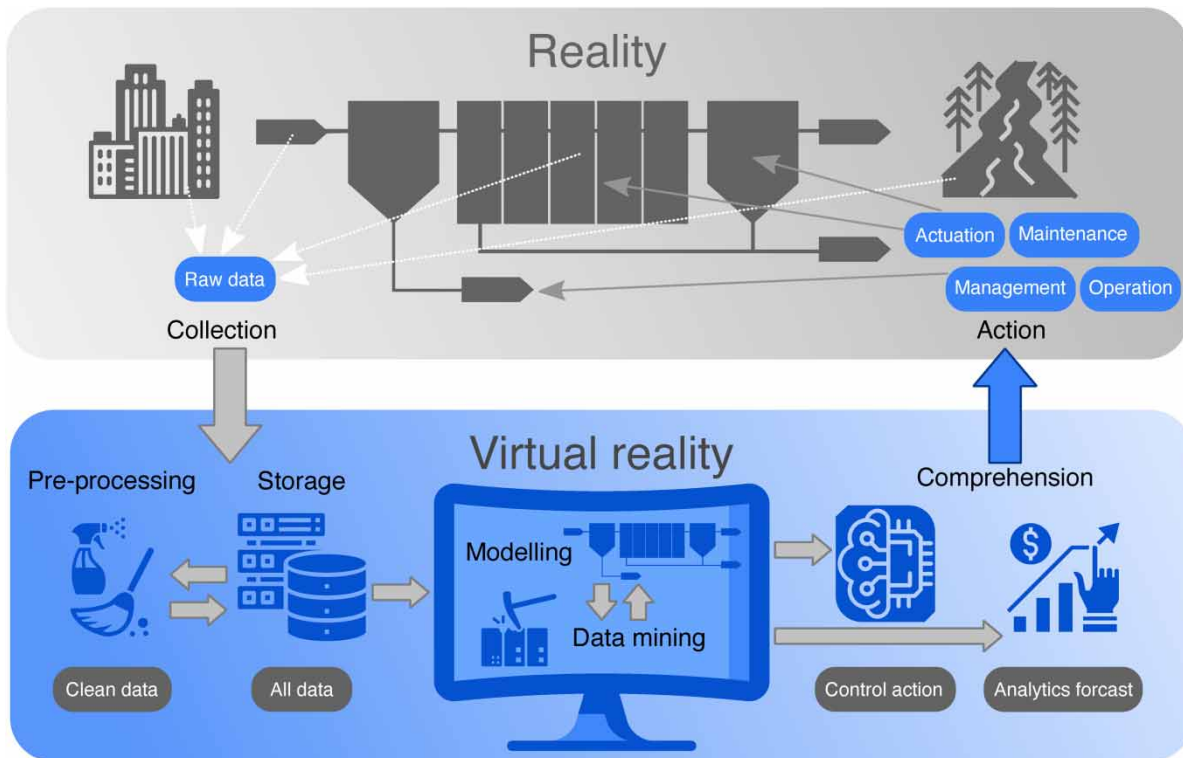 Reality
Raw data
Collection
Actuation
Maintenance
Management
Operation
Action
Virtual reality
Pre-processing
Storage
Comprehension
Modelling
$
Data mining
Clean data
All data
Control action
Analytics forcast